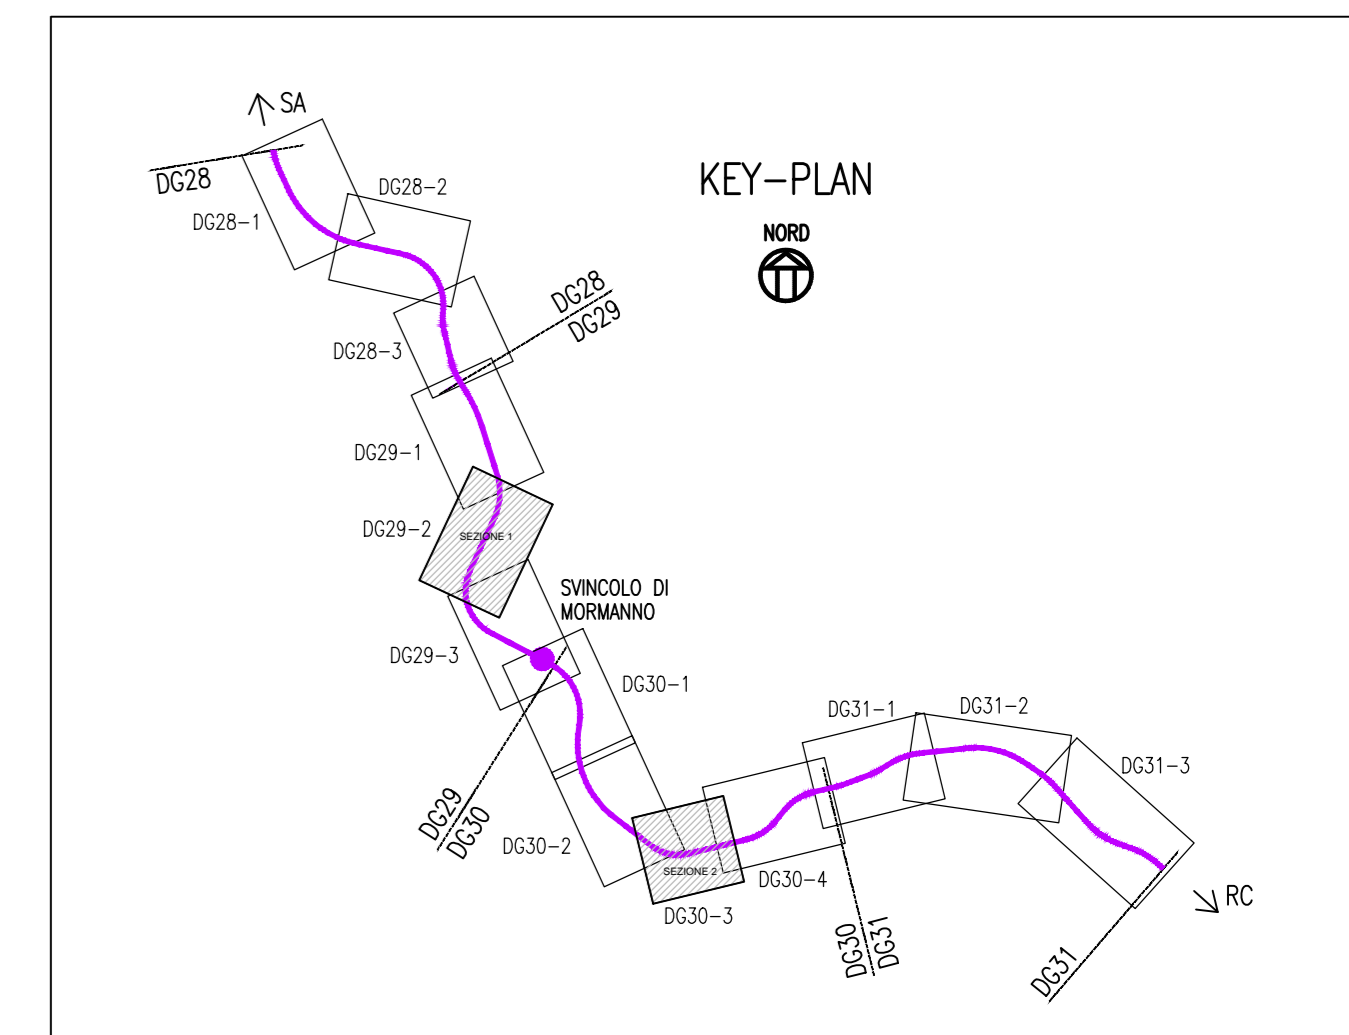 SA
DG28
DG28-1
DG28-2
KEY-PLAN
NORD
DG28
DG29
DG28-3
DG29-1
DG29-2
SEZIONE 1
SVINCOLO DI
MORMANNO
DG29-3
DG30-1
DG29
DG30
DG30-2
SEZIONE 2
DG30-3
DG30-4
DG31-1
DG31-2
DG31-3
DG30
DG31
RC
DG31